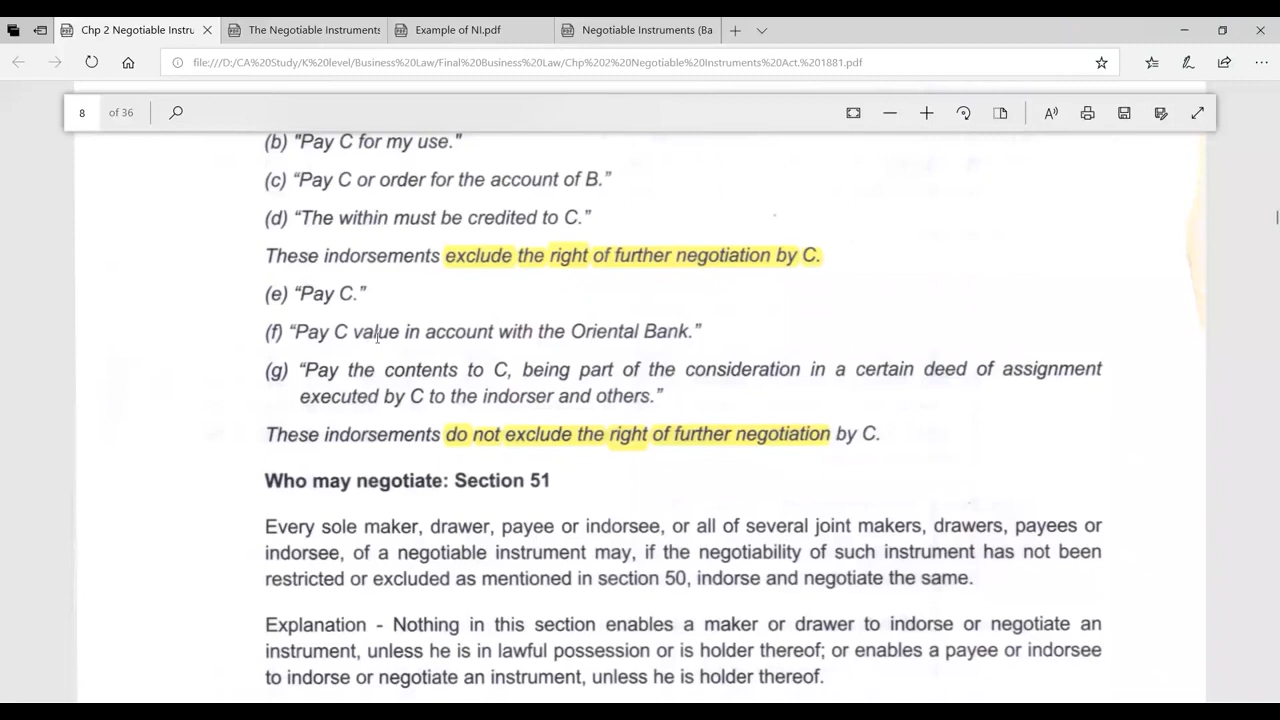 Chp 2 Negotiable Instru
The Negotiable Instruments
Example of NI.pdf
Negotiable Instruments (Ba
file:///D:/CA%20Study/K%20level/Business%20Law/Final%20Business%20Law/Chp%202%20Negotiable%20Instruments%20Act.%201881.pdf
8 of 36
(b) "Pay C for my use."
(c) “Pay C or order for the account of B.”
(d) “The within must be credited to C.”
These indorsements exclude the right of further negotiation by C.
(e) “Pay C.”
(f) “Pay C value in account with the Oriental Bank.”
(g) “Pay the contents to C, being part of the consideration in a certain deed of assignment
executed by C to the indorser and others.”
These indorsements do not exclude the right of further negotiation by C.
Who may negotiate: Section 51
Every sole maker, drawer, payee or indorsee, or all of several joint makers, drawers, payees or
indorsee, of a negotiable instrument may, if the negotiability of such instrument has not been
restricted or excluded as mentioned in section 50, indorse and negotiate the same.
Explanation - Nothing in this section enables a maker or drawer to indorse or negotiate an
instrument, unless he is in lawful possession or is holder thereof; or enables a payee or indorsee
to indorse or negotiate an instrument, unless he is holder thereof.